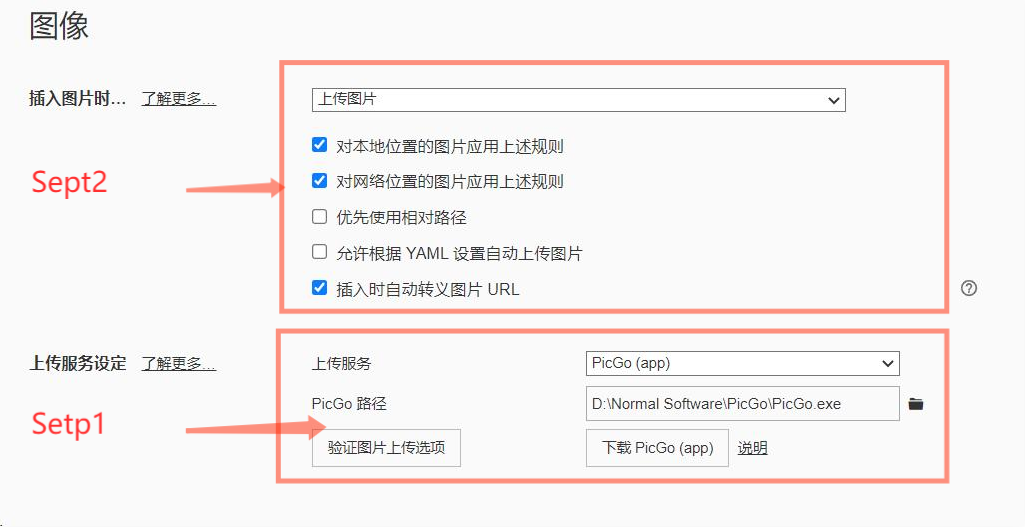 图像
插入图片时... 了解更多... 上传图片
对本地位置的图片应用上述规则
Sept2 对网络位置的图片应用上述规则
优先使用相对路径
允许根据 YAML 设置自动上传图片
插入时自动转义图片 URL ?
上传服务设定 了解更多... 上传服务 PicGo (app)
PicGo 路径 D:\Normal Software\PicGo\PicGo.exe
Setp1
验证图片上传选项 下载 PicGo (app) 说明